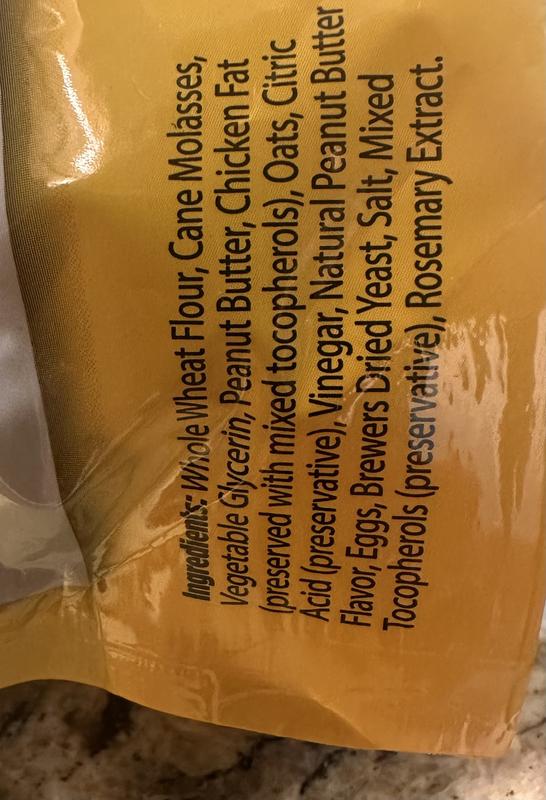 Ingredients: Whole Wheat Flour, Cane Molasses,
Vegetable Glycerin, Peanut Butter, Chicken Fat
(preserved with mixed tocopherols), Oats, Citric
Acid (preservative), Vinegar, Natural Peanut Butter
Flavor, Eggs, Brewers Dried Yeast, Salt, Mixed
Tocopherols (preservative), Rosemary Extract.